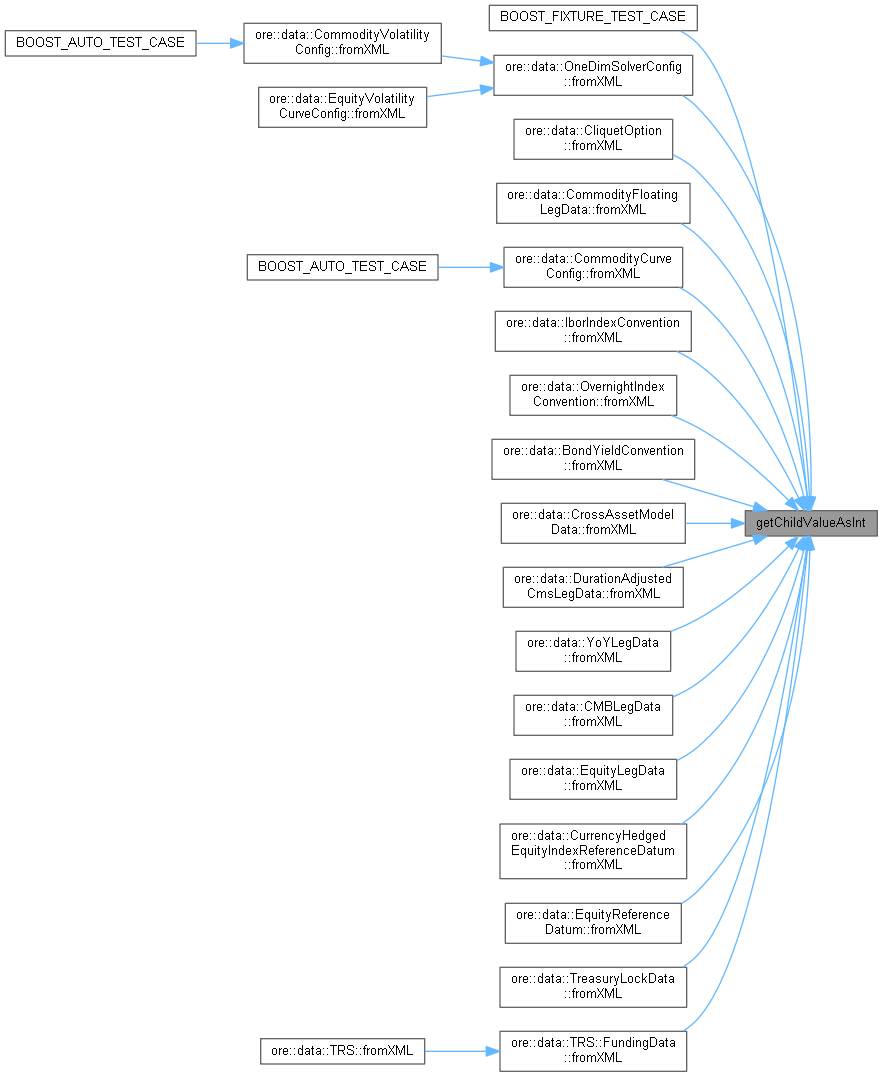 BOOST_FIXTURE_TEST_CASE
BOOST_AUTO_TEST_CASE
ore::data::CommodityVolatility
Config::fromXML
ore::data::OneDimSolverConfig
::fromXML
ore::data::EquityVolatility
CurveConfig::fromXML
ore::data::CliquetOption
::fromXML
ore::data::CommodityFloating
LegData::fromXML
BOOST_AUTO_TEST_CASE
ore::data::CommodityCurve
Config::fromXML
ore::data::IborIndexConvention
::fromXML
ore::data::OvernightIndex
Convention::fromXML
ore::data::BondYieldConvention
::fromXML
ore::data::CrossAssetModel
Data::fromXML
getChildValueAsInt
ore::data::DurationAdjusted
CmsLegData::fromXML
ore::data::YoYLegData
::fromXML
ore::data::CMBLegData
::fromXML
ore::data::EquityLegData
::fromXML
ore::data::CurrencyHedged
EquityIndexReferenceDatum
::fromXML
ore::data::EquityReference
Datum::fromXML
ore::data::TreasuryLockData
::fromXML
ore::data::TRS::fromXML
ore::data::TRS::FundingData
::fromXML